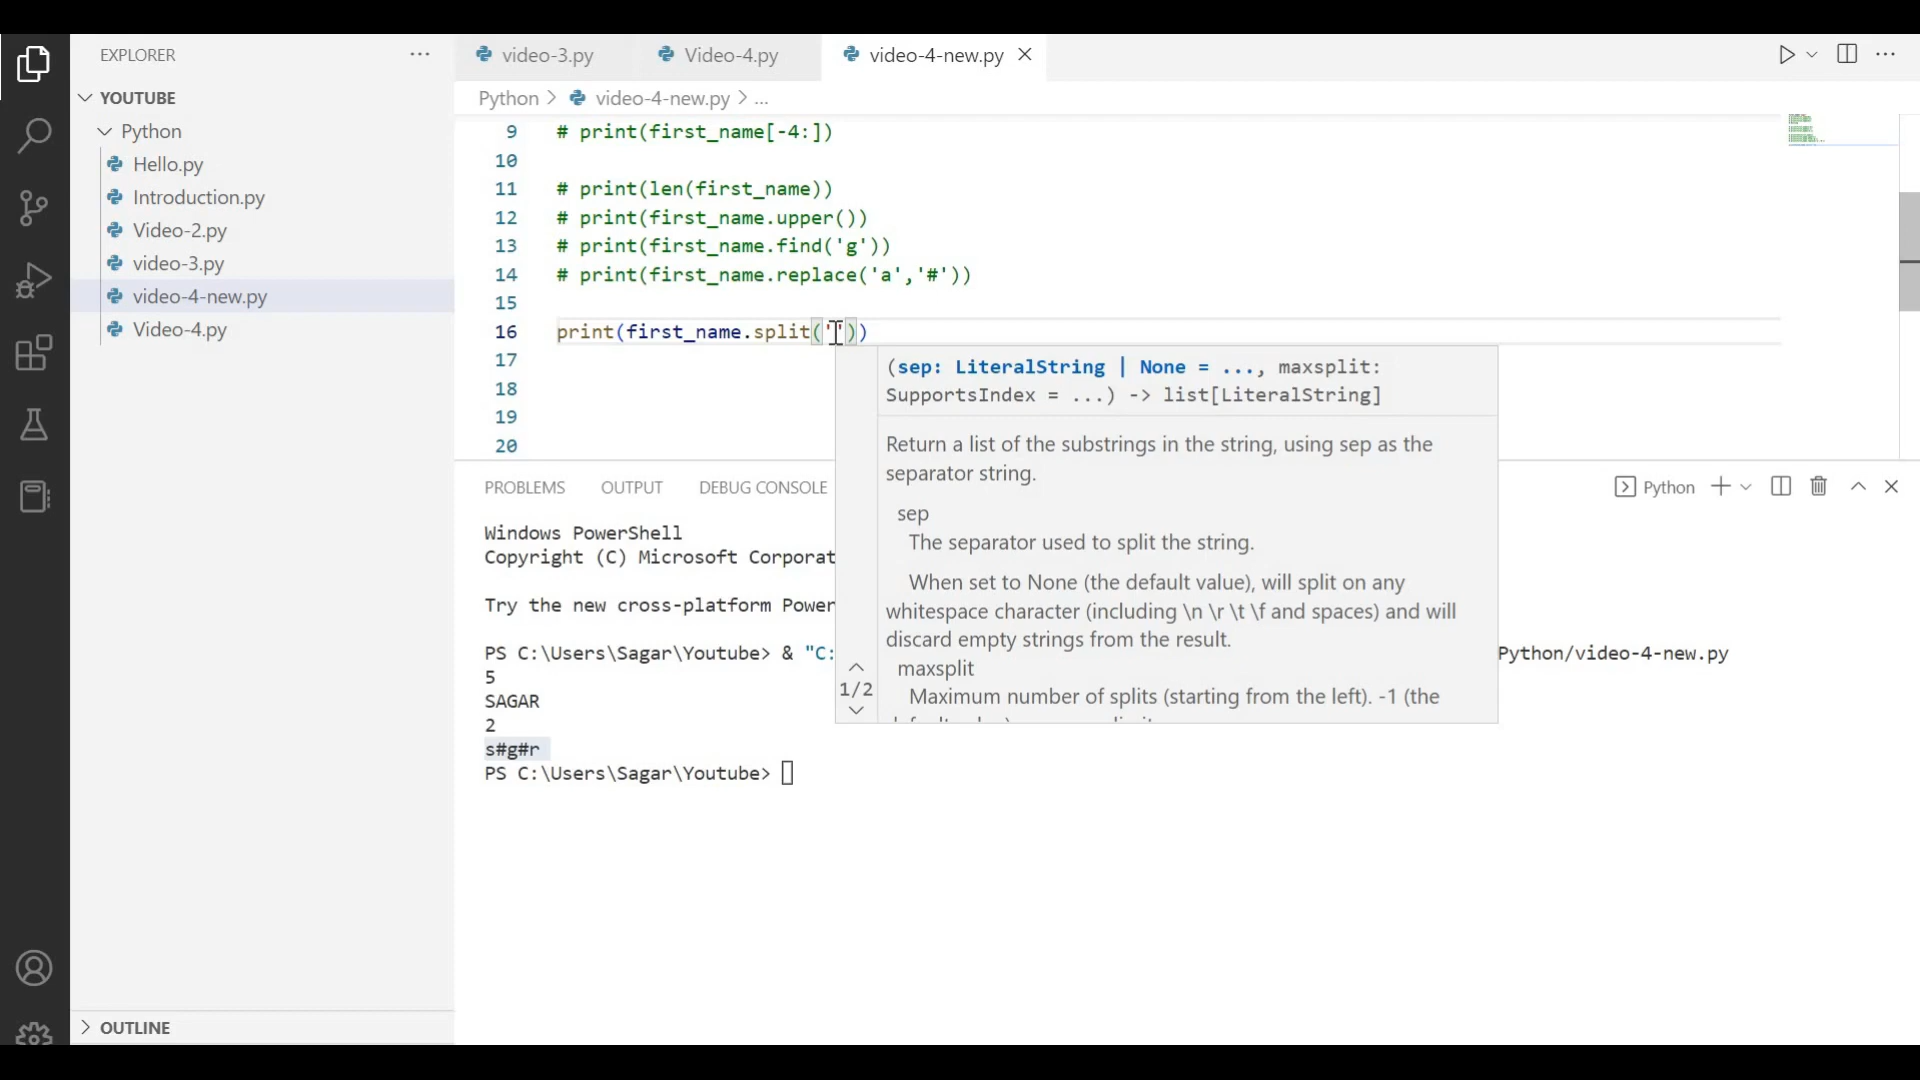 EXPLORER
YOUTUBE
Python
Hello.py
Introduction.py
Video-2.py
video-3.py
video-4-new.py
Video-4.py
OUTLINE
video-3.py
Video-4.py
video-4-new.py
Python > video-4-new.py > ...
9 # print(first_name[-4:])
10
11 # print(len(first_name))
12 # print(first_name.upper())
13 # print(first_name.find('g'))
14 # print(first_name.replace('a','#'))
15
16 print(first_name.split(''))
17
18
19
20
(sep: LiteralString | None = ..., maxsplit:
SupportsIndex = ...) -> list[LiteralString]
Return a list of the substrings in the string, using sep as the
separator string.
sep
The separator used to split the string.
When set to None (the default value), will split on any
whitespace character (including \n \r \t \f and spaces) and will
discard empty strings from the result.
maxsplit
Maximum number of splits (starting from the left). -1 (the
1/2
PROBLEMS OUTPUT DEBUG CONSOLE
Python
Windows PowerShell
Copyright (C) Microsoft Corporat
Try the new cross-platform Power
PS C:\Users\Sagar\Youtube> & "C: Python/video-4-new.py
5
SAGAR
2
s#g#r
PS C:\Users\Sagar\Youtube>